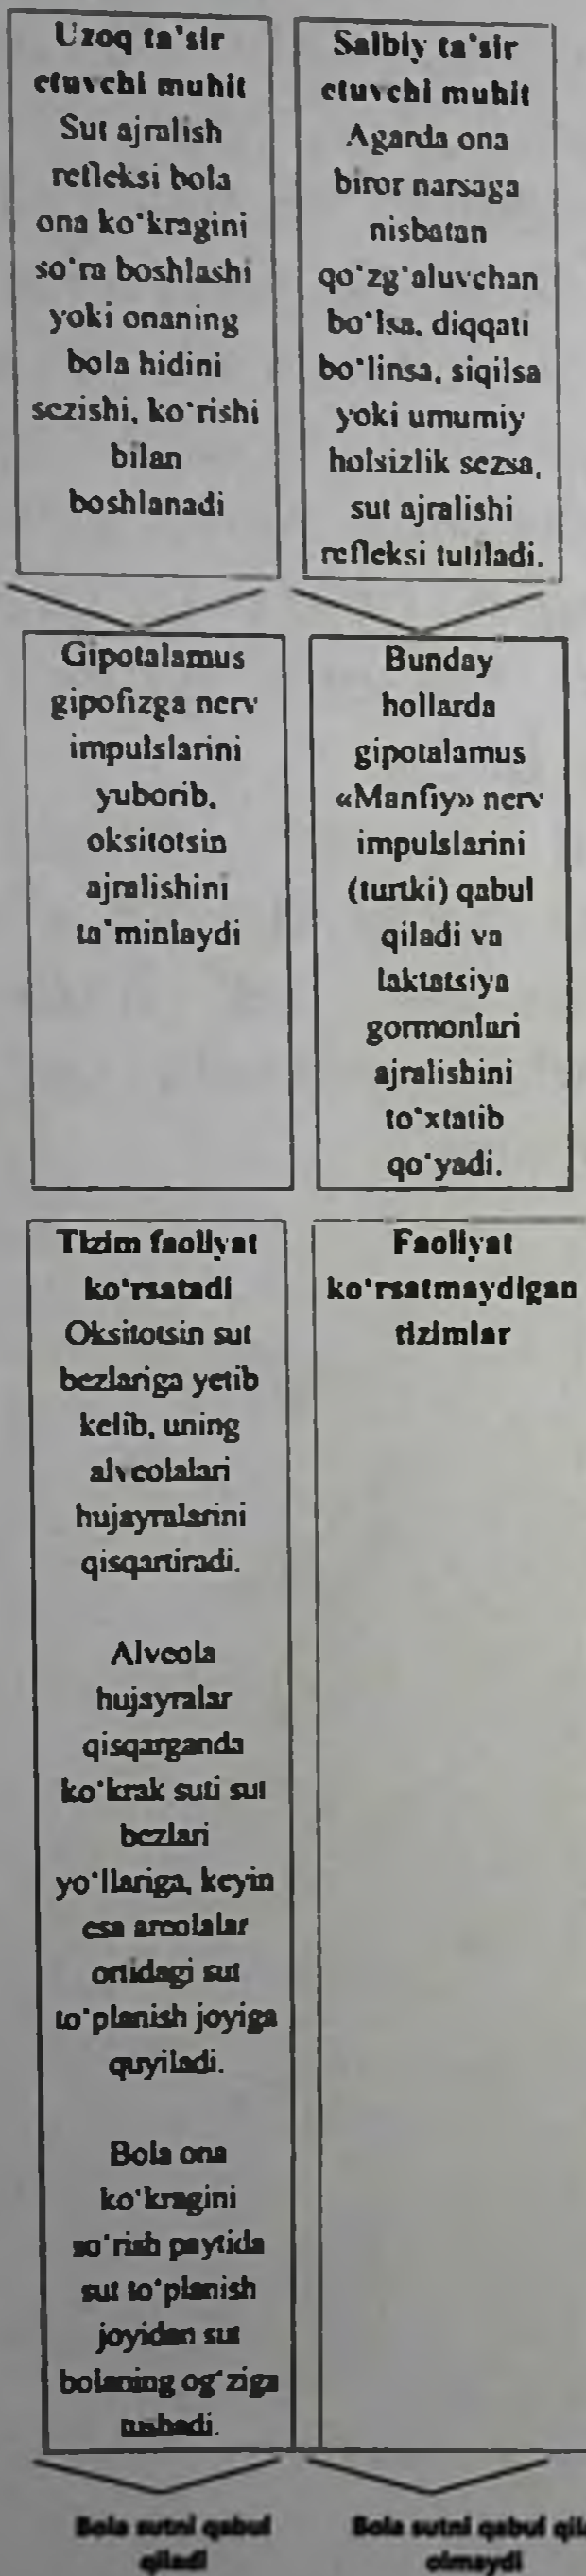 Uzoq ta'sir
etuvchi muhit
Sut ajralish
refleksi bola
ona ko‘kragini
so‘ra boshlashi
yoki onaning
bola hidini
sezishi, ko‘rishi
bilan
boshlanadi
Salbiy ta'sir
etuvchi muhit
Agarda ona
biror narsaga
nisbatan
qo‘zg‘aluvchan
bo‘lsa, diqqati
bo‘linsa, siqilsa
yoki umumiy
holsizlik sezsa,
sut ajralishi
refleksi tutiladi.
Gipotalamus
gipofizga nerv
impulslarini
yuborib,
oksitotsin
ajralishini
ta'minlaydi
Bunday
hollarda
gipotalamus
«Manfiy» nerv
impulslarini
(turtki) qabul
qiladi va
laktatsiya
gormonlari
ajralishini
to‘xtatib
qo‘yadi.
Tizim faoliyat
ko‘rsatadi
Oksitotsin sut
bezlariga yetib
kelib, uning
alveolalari
hujayralarini
qisqartiradi.
Alveola
hujayralar
qisqarganda
ko‘krak suti sut
bezlari
yo‘llariga, keyin
esa areolalar
ortidagi sut
to‘planish joyiga
quyiladi.
Bola ona
ko‘kragini
so‘rish paytida
sut to‘planish
joyidan sut
bolaning og‘ziga
tushadi.
Faoliyat
ko‘rsatmaydigan
tizimlar
Bola sutni qabul
qiladi
Bola sutni qabul qila
olmaydi